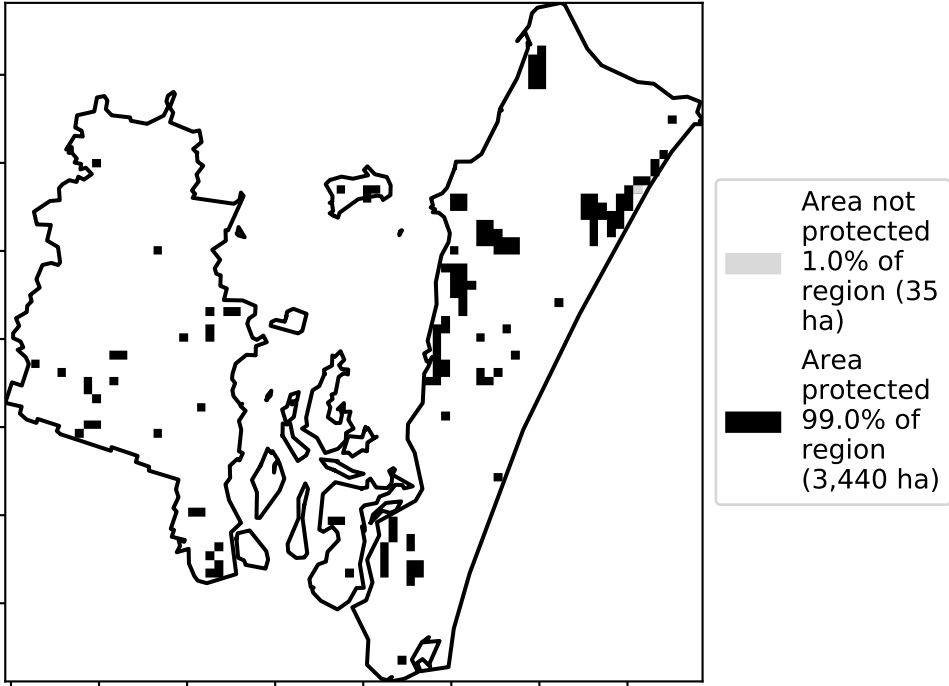 Area not
protected
1.0% of
region (35
ha)
Area
protected
99.0% of
region
(3,440 ha)